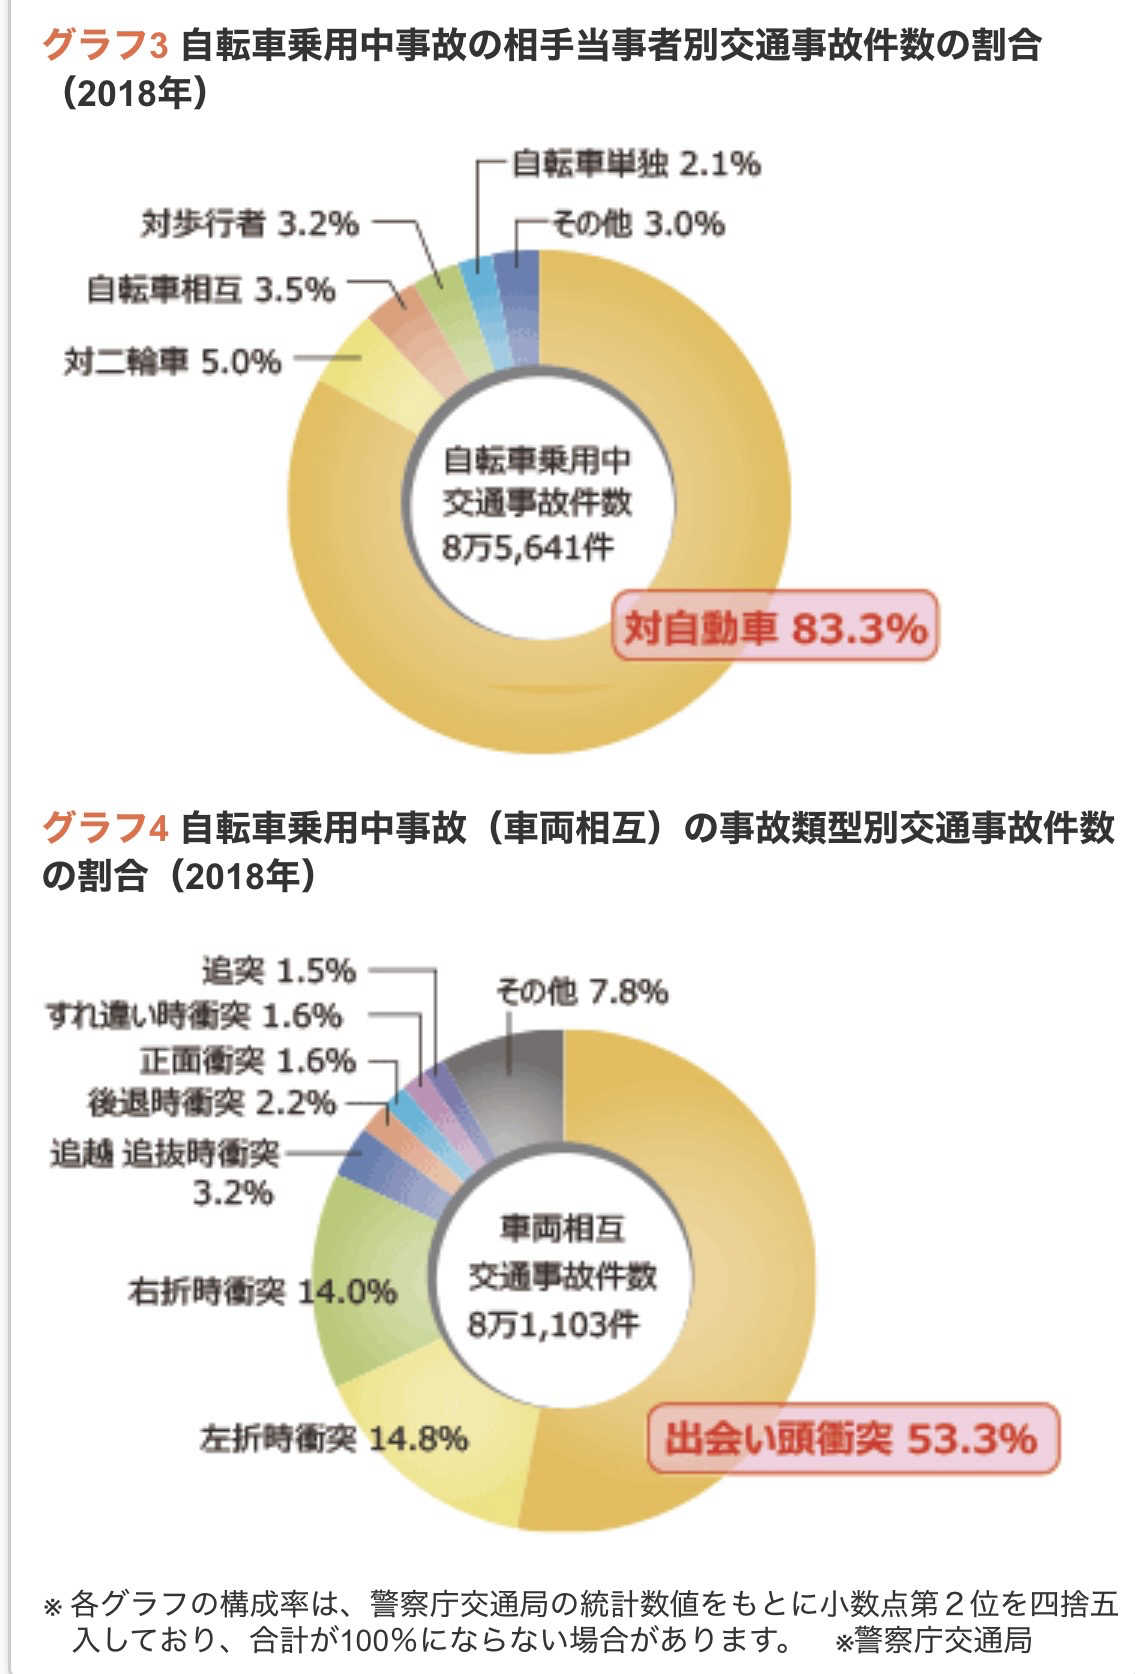 グラフ3 自転車乗用中事故の相手当事者別交通事故件数の割合
（2018年）
自転車単独 2.1%
対歩行者 3.2%
その他 3.0%
自転車相互 3.5%
対二輪車 5.0%
自転車乗用中
交通事故件数
8万5,641件
対自動車 83.3%
グラフ4 自転車乗用中事故（車両相互）の事故類型別交通事故件数
の割合（2018年）
追突 1.5%
その他 7.8%
すれ違い時衝突 1.6%
正面衝突 1.6%
後退時衝突 2.2%
追越 追抜時衝突
3.2%
車両相互
交通事故件数
8万1,103件
右折時衝突 14.0%
左折時衝突 14.8%
出会い頭衝突 53.3%
※ 各グラフの構成率は、警察庁交通局の統計数値をもとに小数点第２位を四捨五
入しており、合計が100％にならない場合があります。 ※警察庁交通局